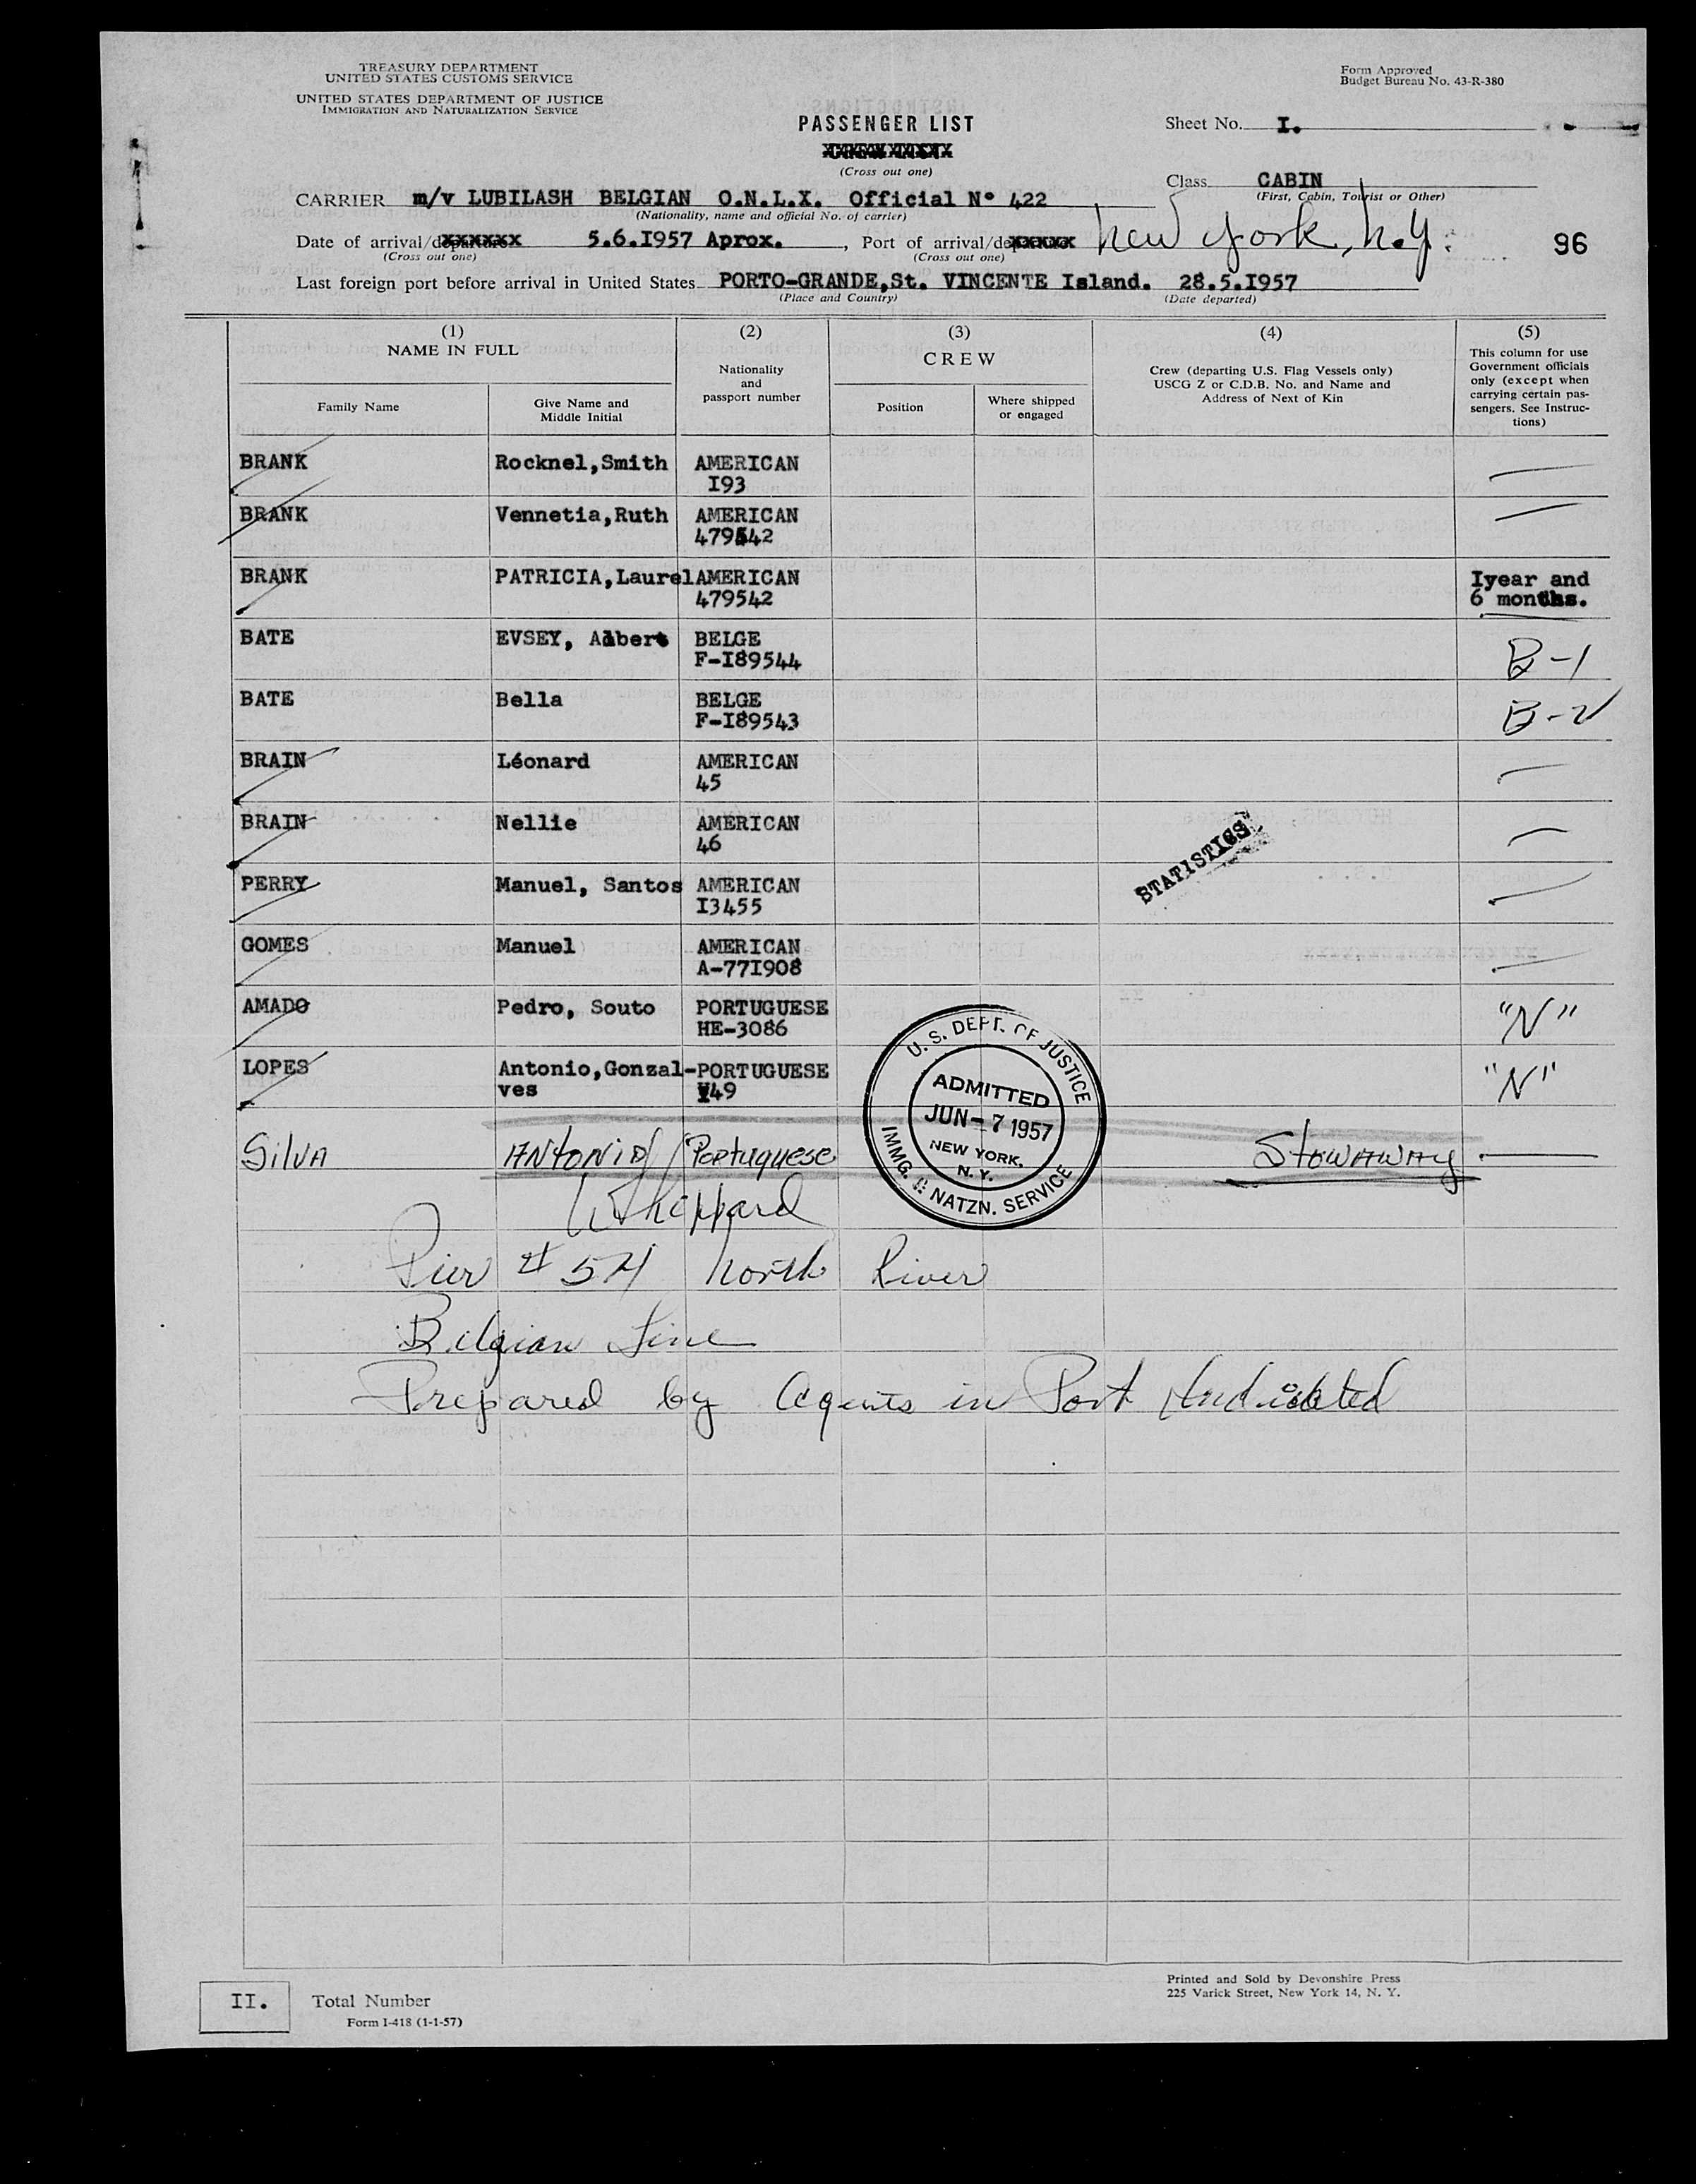 TREASURY DEPARTMENT
UNITED STATES CUSTOMS SERVICE
UNITED STATES DEPARTMENT OF JUSTICE
IMMIGRATION AND NATURALIZATION SERVICE
Form Approved
Budget Bureau No. 43-R-380
PASSENGER LIST
(Cross out one)
Sheet No. I.
Class CABIN
(First, Cabin, Tourist or Other)
CARRIER m/v LUBILASH BELGIAN O.N.L.X. Official N° 422
(Nationality, name and official No. of carrier)
Date of arrival/departure 5.6.I957 Aprox. , Port of arrival/departure New York, N.Y.
(Cross out one) (Cross out one)
96
Last foreign port before arrival in United States PORTO-GRANDE,St. VINCENTE Island. 28.5.I957
(Place and Country) (Date departed)
(1) (2) (3) (4) (5)
NAME IN FULL
Family Name
Give Name and
Middle Initial
Nationality
and
passport number
CREW
Position
Where shipped
or engaged
Crew (departing U.S. Flag Vessels only)
USCG Z or C.D.B. No. and Name and
Address of Next of Kin
This column for use
Government officials
only (except when
carrying certain pas-
sengers. See Instruc-
tions)
BRANK Rocknel,Smith AMERICAN
I93
BRANK Vennetia,Ruth AMERICAN
479542
BRANK PATRICIA,Laurel AMERICAN Iyear and
479542 6 months.
BATE EVSEY, Albert BELGE
F-I89544 B-1
BATE Bella BELGE
F-I89543 B-2
BRAIN Léonard AMERICAN
45
BRAIN Nellie AMERICAN
46
STATISTICS
PERRY Manuel, Santos AMERICAN
I3455
GOMES Manuel AMERICAN
A-77I908
AMADO Pedro, Souto PORTUGUESE "N"
HE-3086
LOPES Antonio,Gonzal- PORTUGUESE "N"
ves 49
U.S. DEPT. OF JUSTICE
ADMITTED
JUN-7 1957
NEW YORK,
N.Y.
IMMG. & NATZN. SERVICE
Silva ANTONIO Portuguese Stowaway
Pier # 54 North River
Belgian Line
Prepared by Agents in Port Indicated
II. Total Number
Form I-418 (1-1-57)
Printed and Sold by Devonshire Press
225 Varick Street, New York 14, N. Y.